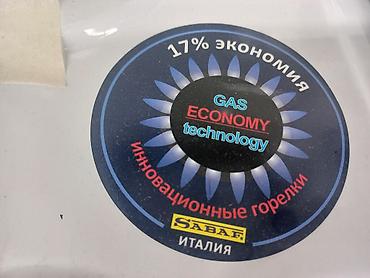 17% ЭКОНОМИЯ
GAS
ECONOMY
technology
ИННОВАЦИОННЫЕ ГОРЕЛКИ
SABAF
ИТАЛИЯ